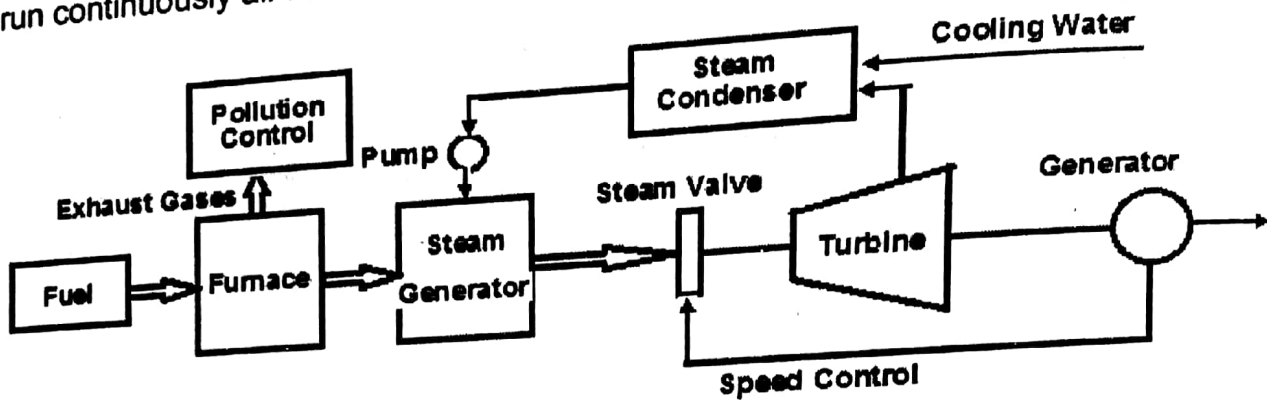 run continuously
Cooling Water
Steam
Condensor
Pollution
Control
Pump
Generator
Exhaust Gases
Steam Valve
Steam
Generator
Turbine
Fuel
Furnace
Speed Control